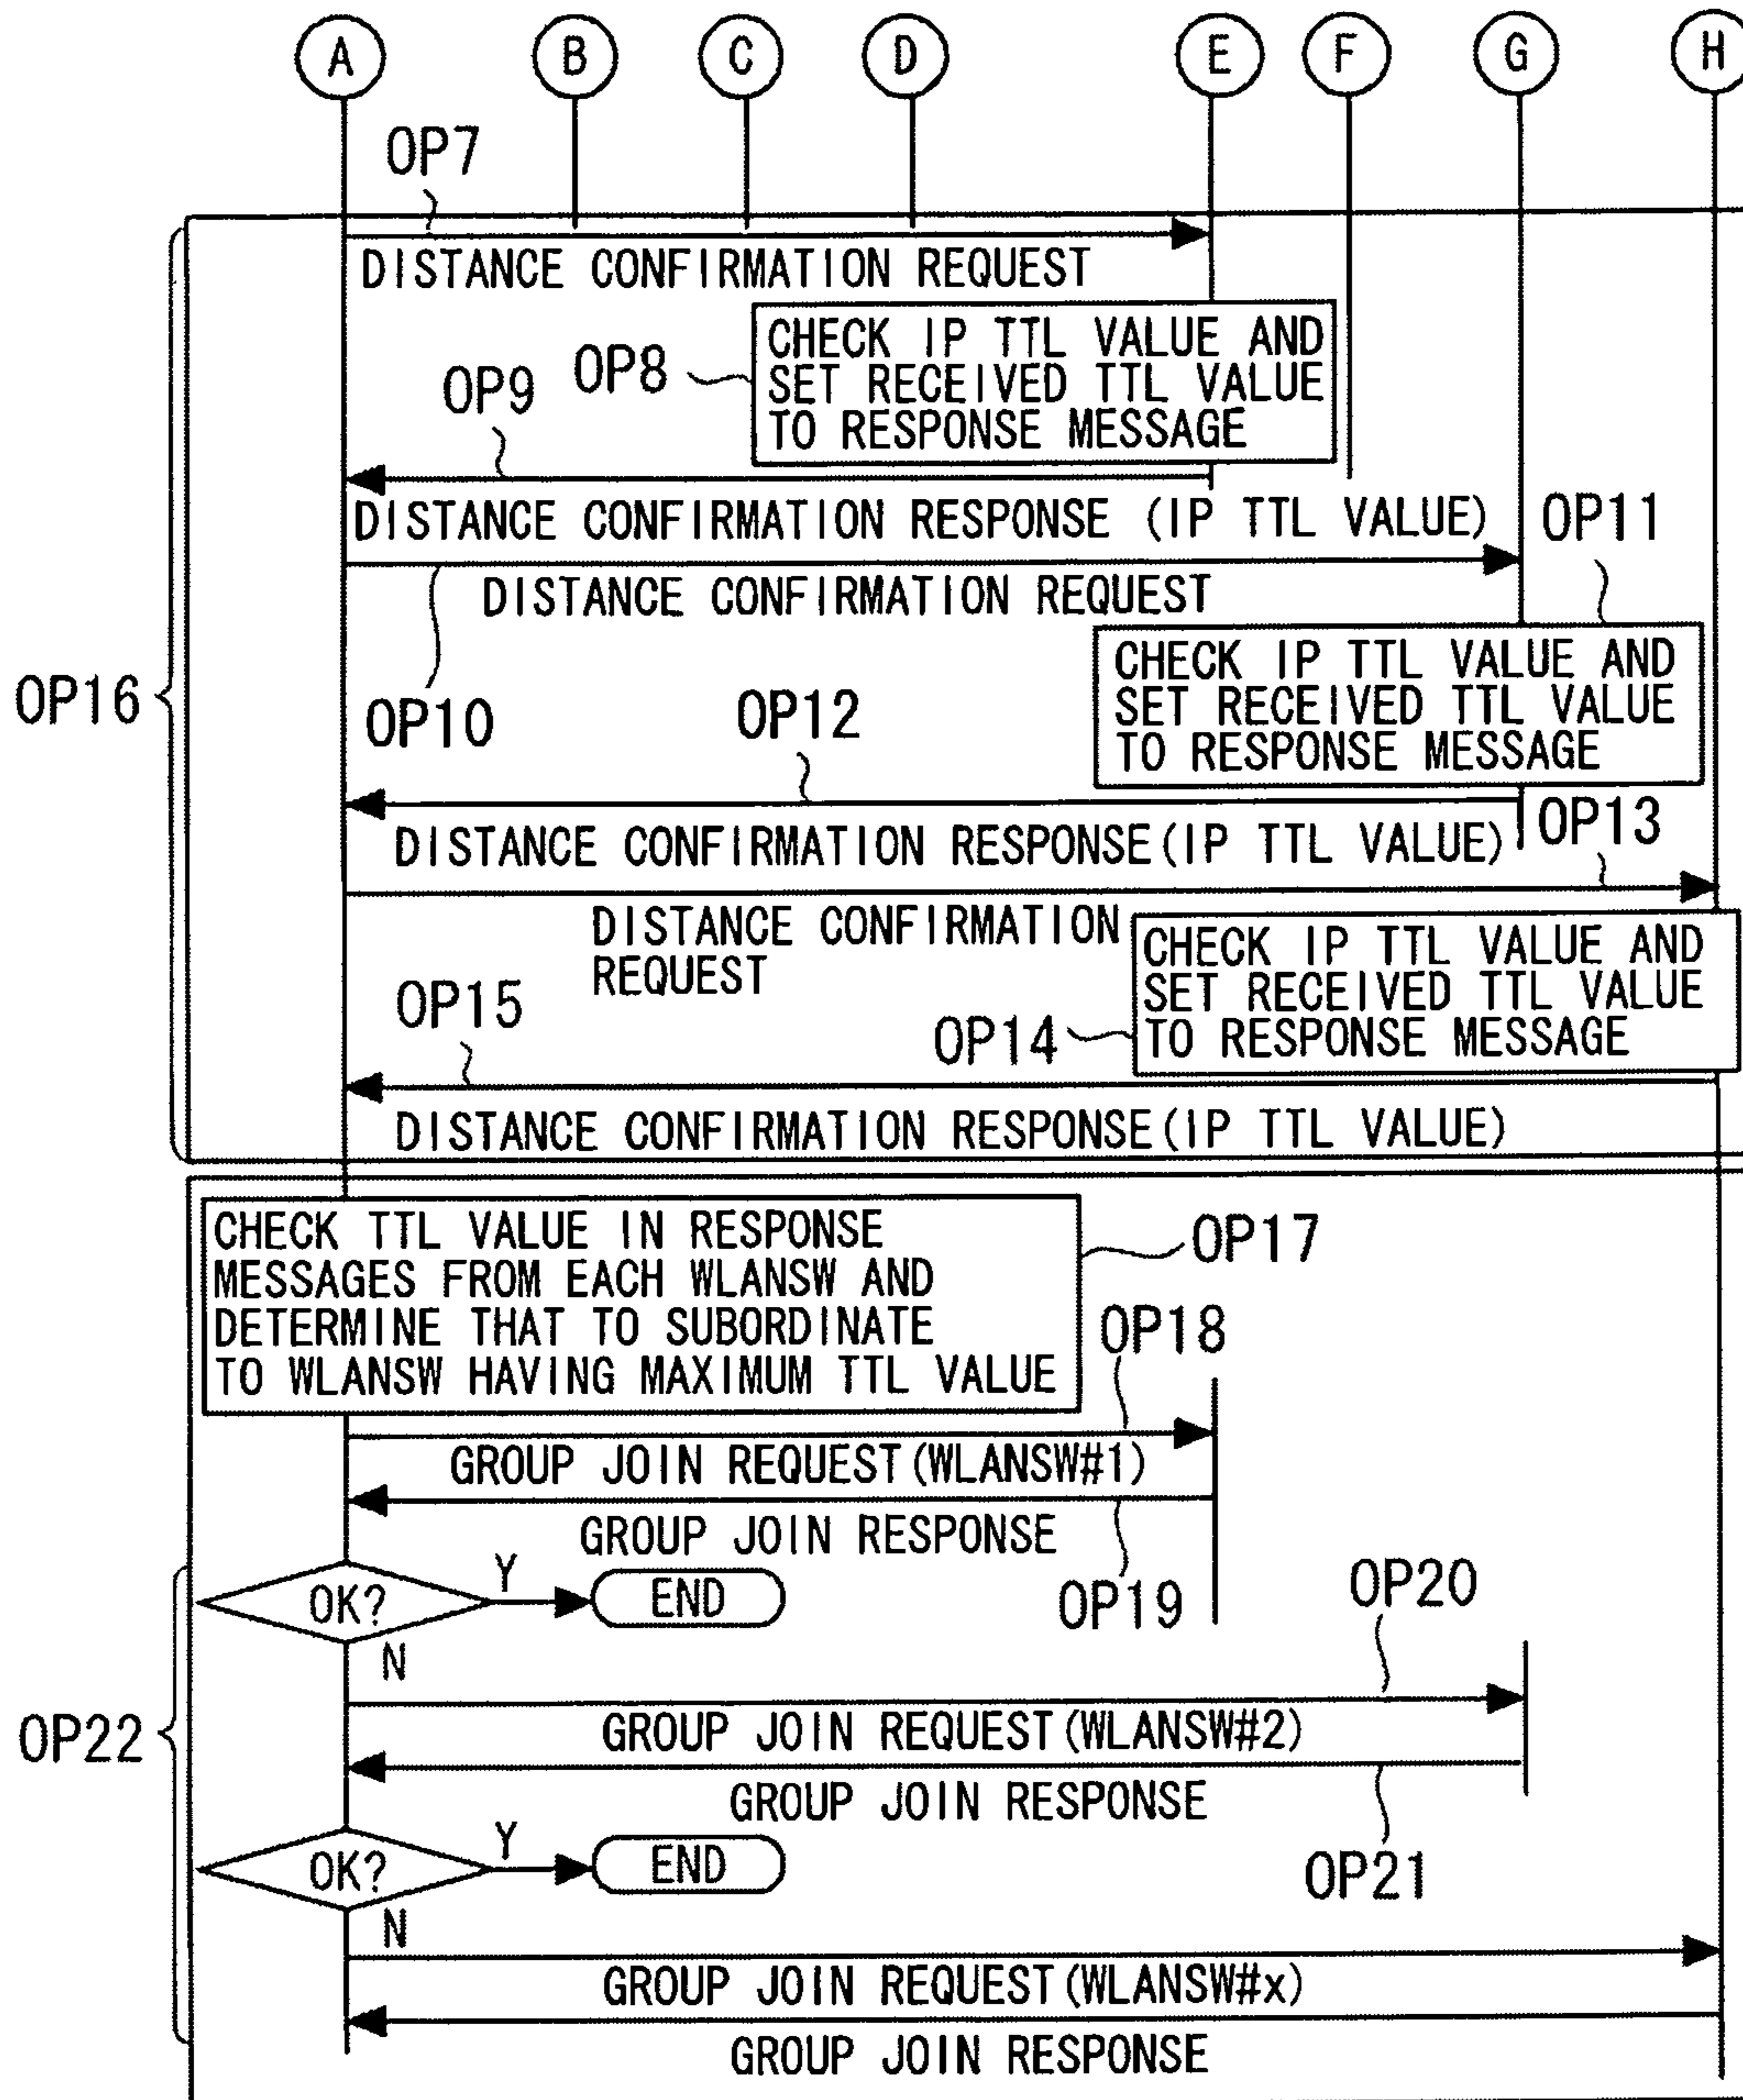 A B C D E F G H
OP7
DISTANCE CONFIRMATION REQUEST
OP8
CHECK IP TTL VALUE AND
SET RECEIVED TTL VALUE
TO RESPONSE MESSAGE
OP9
DISTANCE CONFIRMATION RESPONSE (IP TTL VALUE)
OP11
DISTANCE CONFIRMATION REQUEST
CHECK IP TTL VALUE AND
SET RECEIVED TTL VALUE
TO RESPONSE MESSAGE
OP16
OP10
OP12
DISTANCE CONFIRMATION RESPONSE(IP TTL VALUE)
OP13
DISTANCE CONFIRMATION
REQUEST
CHECK IP TTL VALUE AND
SET RECEIVED TTL VALUE
TO RESPONSE MESSAGE
OP15
OP14
DISTANCE CONFIRMATION RESPONSE(IP TTL VALUE)
CHECK TTL VALUE IN RESPONSE
MESSAGES FROM EACH WLANSW AND
DETERMINE THAT TO SUBORDINATE
TO WLANSW HAVING MAXIMUM TTL VALUE
OP17
OP18
GROUP JOIN REQUEST(WLANSW#1)
GROUP JOIN RESPONSE
OK?
Y
END
OP19
OP20
N
OP22
GROUP JOIN REQUEST(WLANSW#2)
GROUP JOIN RESPONSE
OK?
Y
END
OP21
N
GROUP JOIN REQUEST(WLANSW#x)
GROUP JOIN RESPONSE